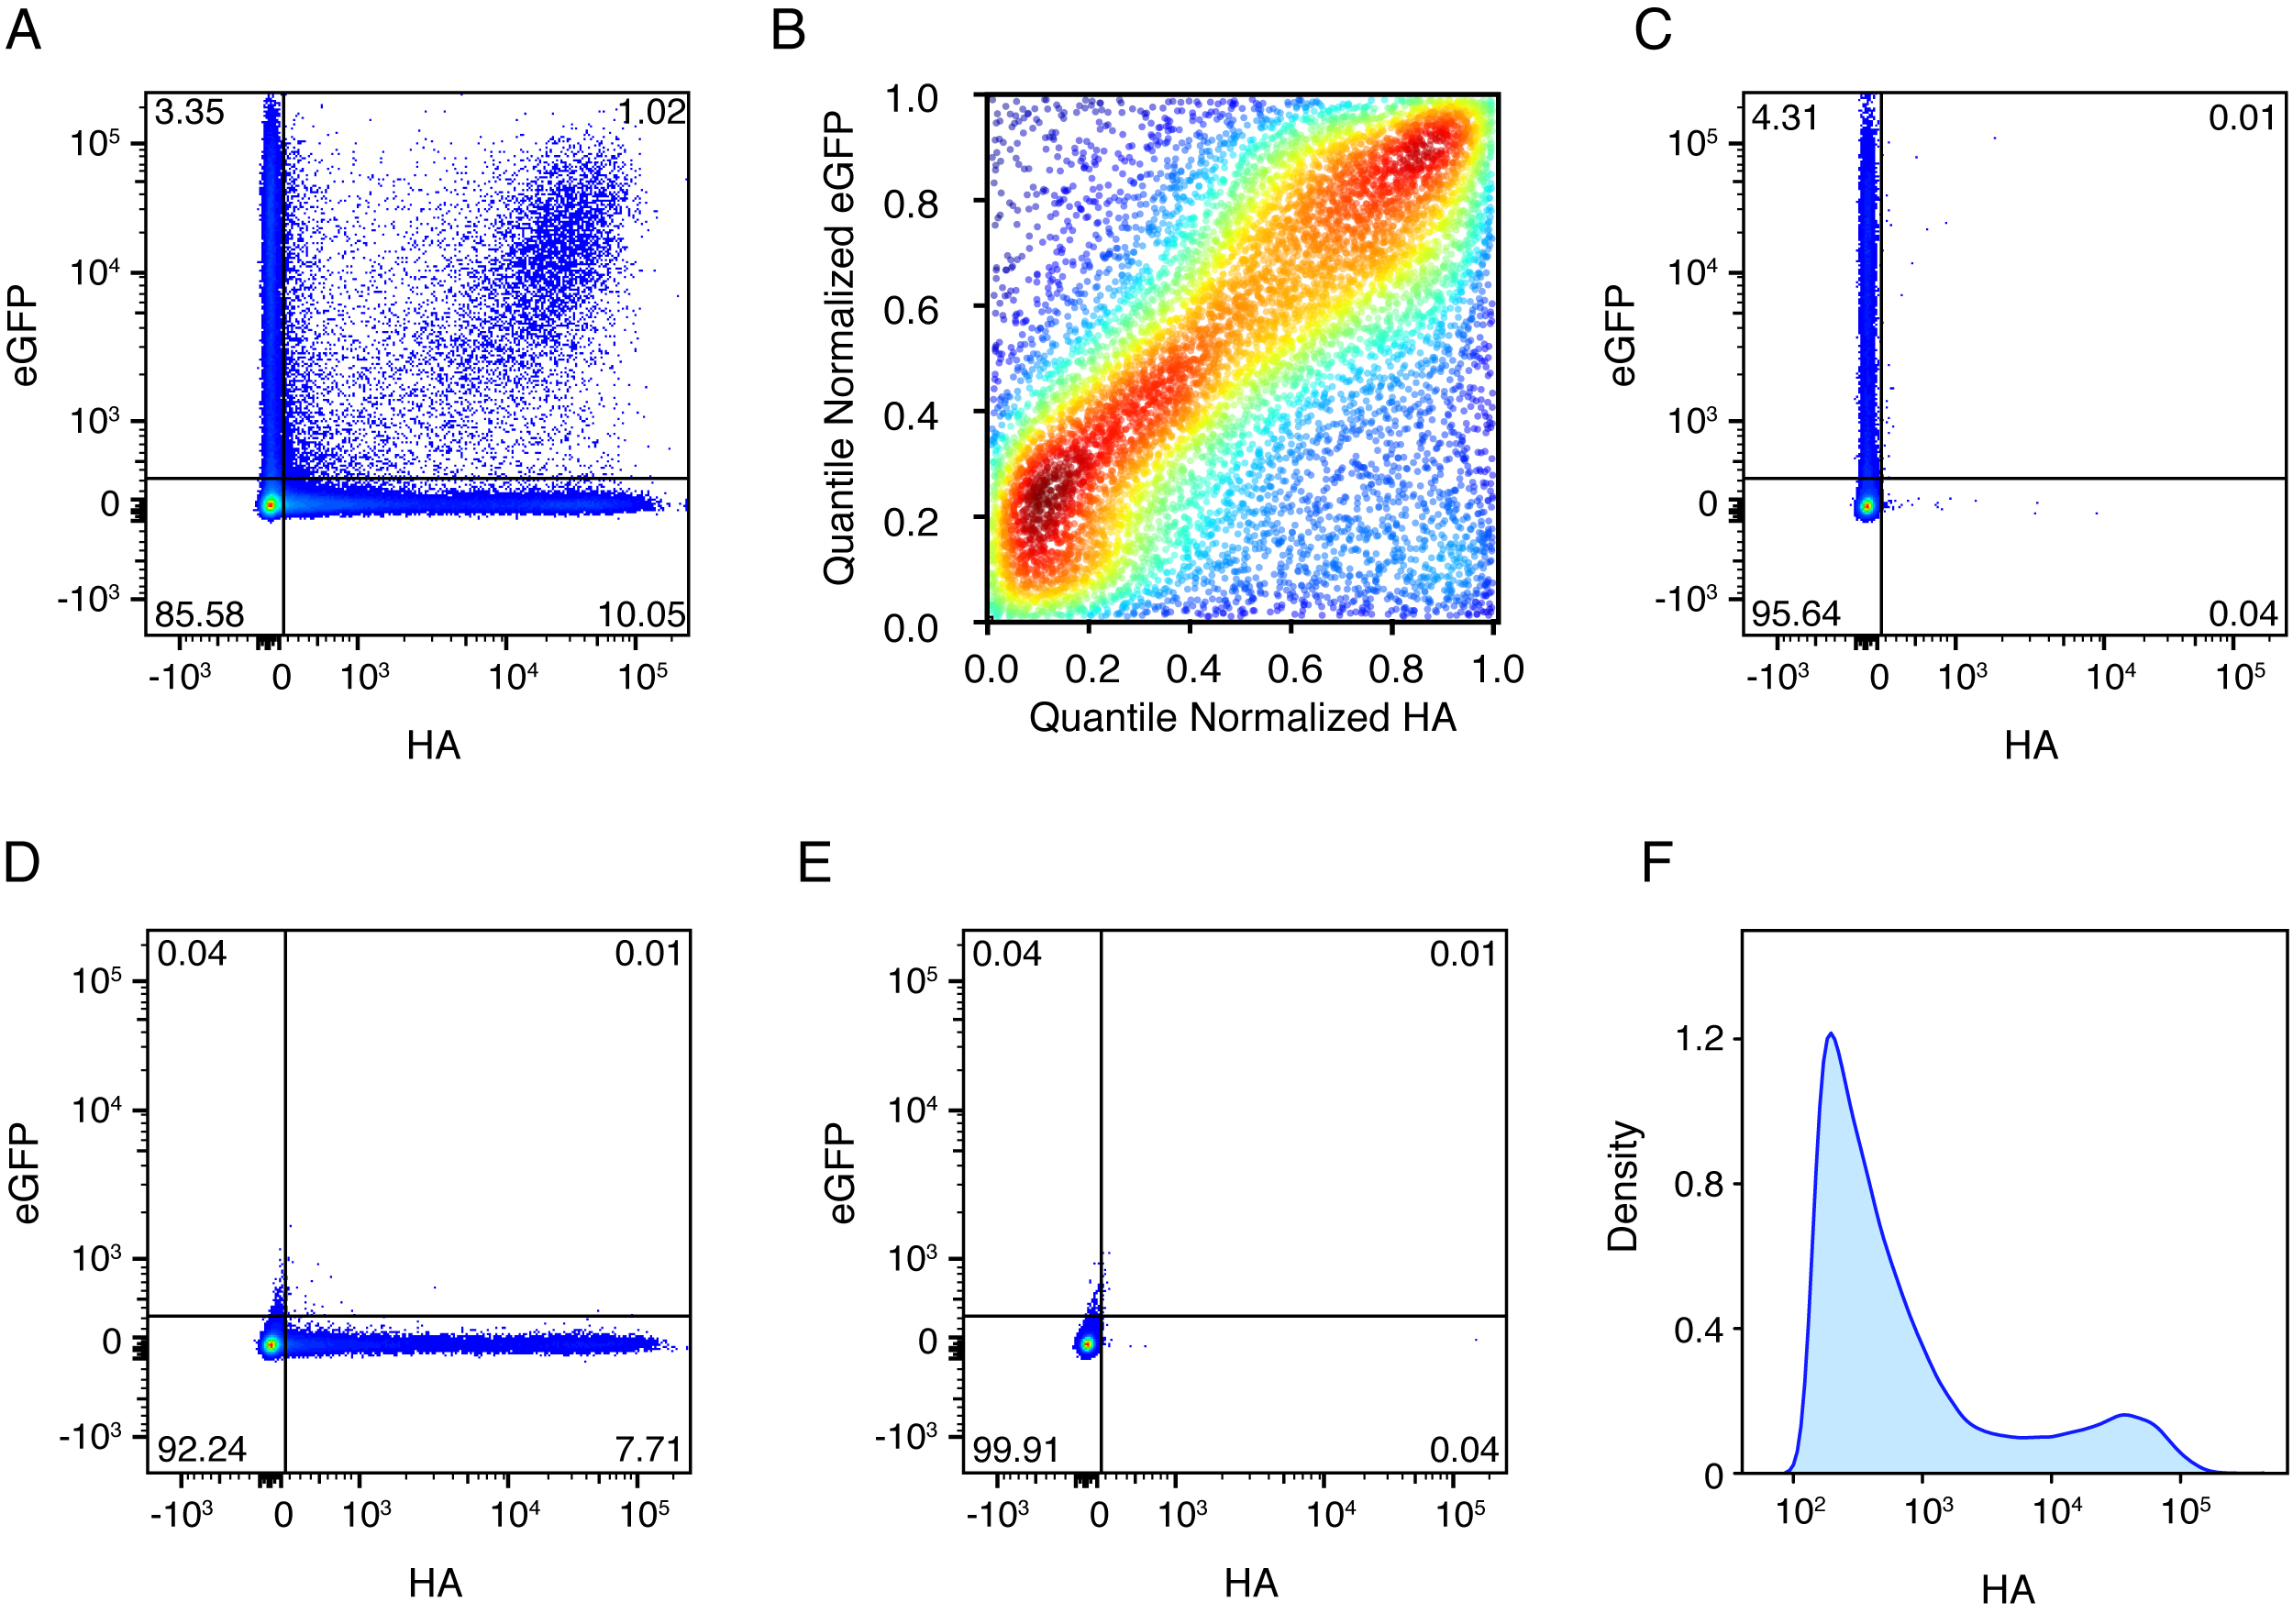 A
3.35 1.02
10⁵
10⁴
10³
0
-10³
85.58 10.05
-10³ 0 10³ 10⁴ 10⁵
eGFP
HA
B
1.0
0.8
0.6
0.4
0.2
0.0
0.0 0.2 0.4 0.6 0.8 1.0
Quantile Normalized eGFP
Quantile Normalized HA
C
4.31 0.01
10⁵
10⁴
10³
0
-10³
95.64 0.04
-10³ 0 10³ 10⁴ 10⁵
eGFP
HA
D
0.04 0.01
10⁵
10⁴
10³
0
-10³
92.24 7.71
-10³ 0 10³ 10⁴ 10⁵
eGFP
HA
E
0.04 0.01
10⁵
10⁴
10³
0
-10³
99.91 0.04
-10³ 0 10³ 10⁴ 10⁵
eGFP
HA
F
1.2
0.8
0.4
0
10² 10³ 10⁴ 10⁵
Density
HA